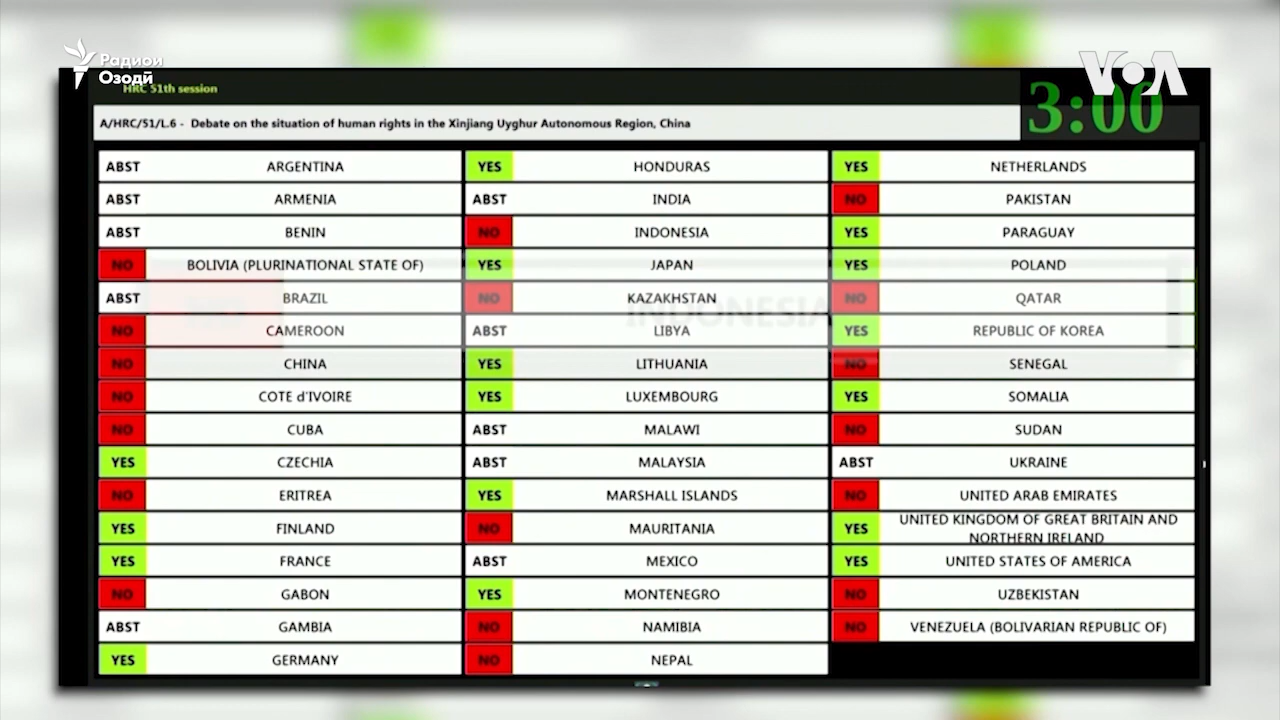 Радиои
Озодӣ
VOA
HRC 51th session
3:00
A/HRC/51/L.6 - Debate on the situation of human rights in the Xinjiang Uyghur Autonomous Region, China
ABST ARGENTINA YES HONDURAS YES NETHERLANDS
ABST ARMENIA ABST INDIA NO PAKISTAN
ABST BENIN NO INDONESIA YES PARAGUAY
NO BOLIVIA (PLURINATIONAL STATE OF) YES JAPAN YES POLAND
ABST BRAZIL NO KAZAKHSTAN NO QATAR
INDONESIA
NO CAMEROON ABST LIBYA YES REPUBLIC OF KOREA
NO CHINA YES LITHUANIA NO SENEGAL
NO COTE d'IVOIRE YES LUXEMBOURG YES SOMALIA
NO CUBA ABST MALAWI NO SUDAN
YES CZECHIA ABST MALAYSIA ABST UKRAINE
NO ERITREA YES MARSHALL ISLANDS NO UNITED ARAB EMIRATES
YES FINLAND NO MAURITANIA YES UNITED KINGDOM OF GREAT BRITAIN AND
NORTHERN IRELAND
YES FRANCE ABST MEXICO YES UNITED STATES OF AMERICA
NO GABON YES MONTENEGRO NO UZBEKISTAN
ABST GAMBIA NO NAMIBIA NO VENEZUELA (BOLIVARIAN REPUBLIC OF)
YES GERMANY NO NEPAL